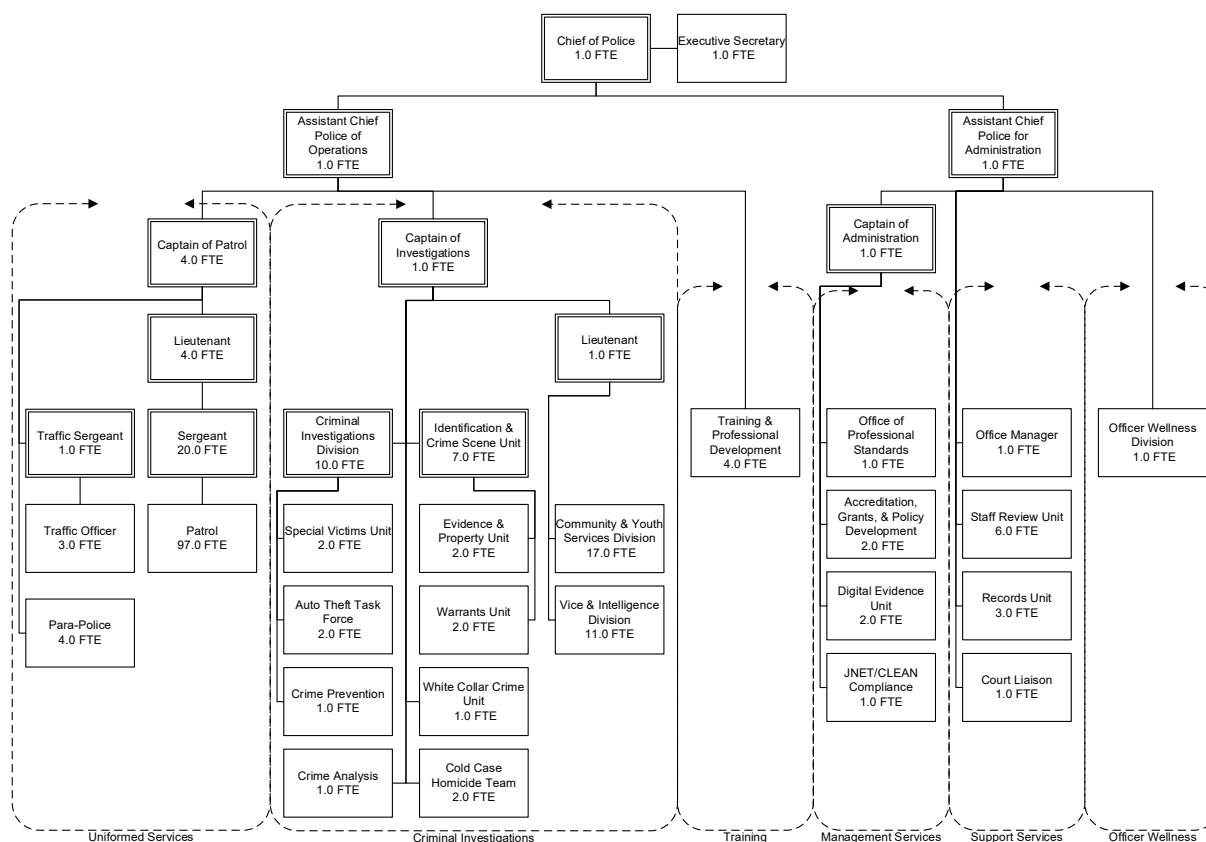 Chief of Police
1.0 FTE
Executive Secretary
1.0 FTE
Assistant Chief
Police of
Operations
1.0 FTE
Assistant Chief
Police for
Administration
1.0 FTE
Captain of Patrol
4.0 FTE
Captain of
Investigations
1.0 FTE
Captain of
Administration
1.0 FTE
Lieutenant
4.0 FTE
Lieutenant
1.0 FTE
Traffic Sergeant
1.0 FTE
Sergeant
20.0 FTE
Criminal
Investigations
Division
10.0 FTE
Identification &
Crime Scene Unit
7.0 FTE
Training &
Professional
Development
4.0 FTE
Office of
Professional
Standards
1.0 FTE
Office Manager
1.0 FTE
Officer Wellness
Division
1.0 FTE
Traffic Officer
3.0 FTE
Patrol
97.0 FTE
Special Victims Unit
2.0 FTE
Evidence &
Property Unit
2.0 FTE
Community & Youth
Services Division
17.0 FTE
Accreditation,
Grants, & Policy
Development
2.0 FTE
Staff Review Unit
6.0 FTE
Para-Police
4.0 FTE
Auto Theft Task
Force
2.0 FTE
Warrants Unit
2.0 FTE
Vice & Intelligence
Division
11.0 FTE
Digital Evidence
Unit
2.0 FTE
Records Unit
3.0 FTE
Crime Prevention
1.0 FTE
White Collar Crime
Unit
1.0 FTE
JNET/CLEAN
Compliance
1.0 FTE
Court Liaison
1.0 FTE
Crime Analysis
1.0 FTE
Cold Case
Homicide Team
2.0 FTE
Uniformed Services
Criminal Investigations
Training
Management Services
Support Services
Officer Wellness